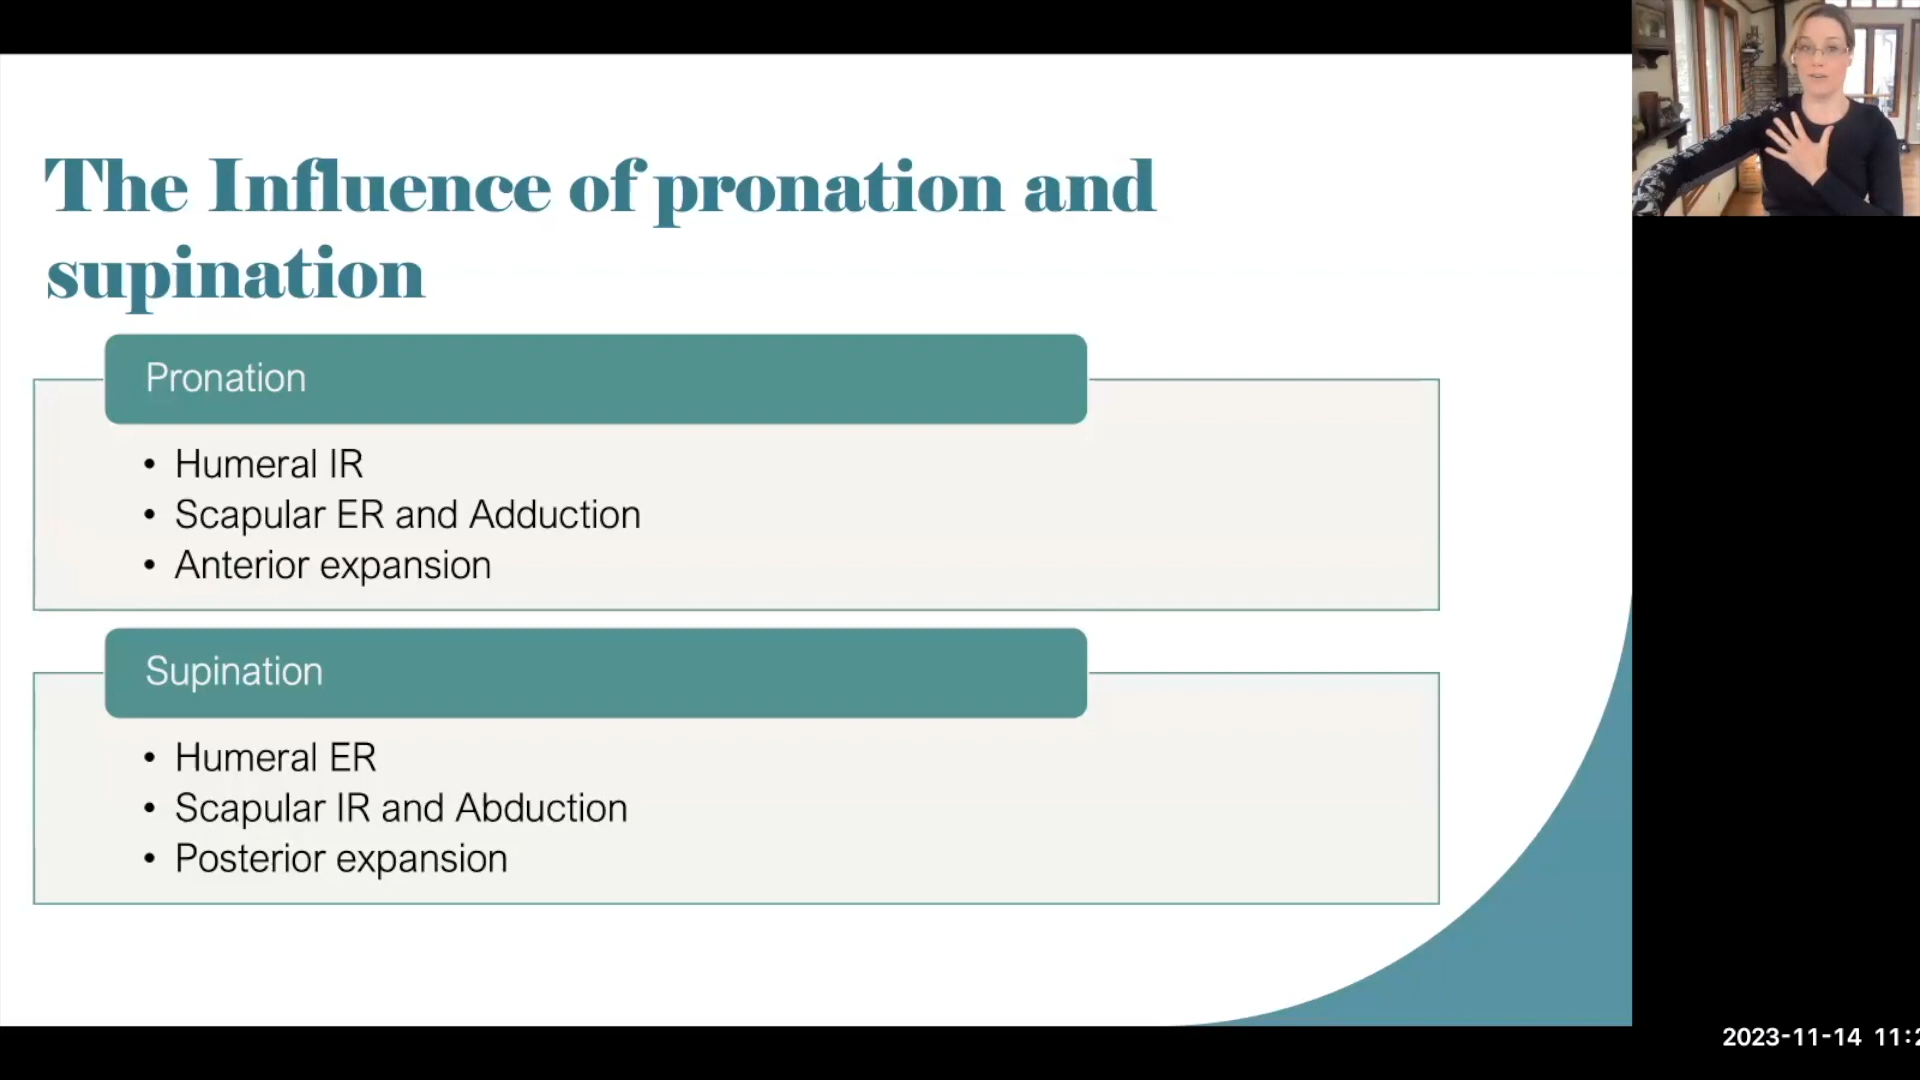 The Influence of pronation and
supination
Pronation
• Humeral IR
• Scapular ER and Adduction
• Anterior expansion
Supination
• Humeral ER
• Scapular IR and Abduction
• Posterior expansion
2023-11-14 11:2